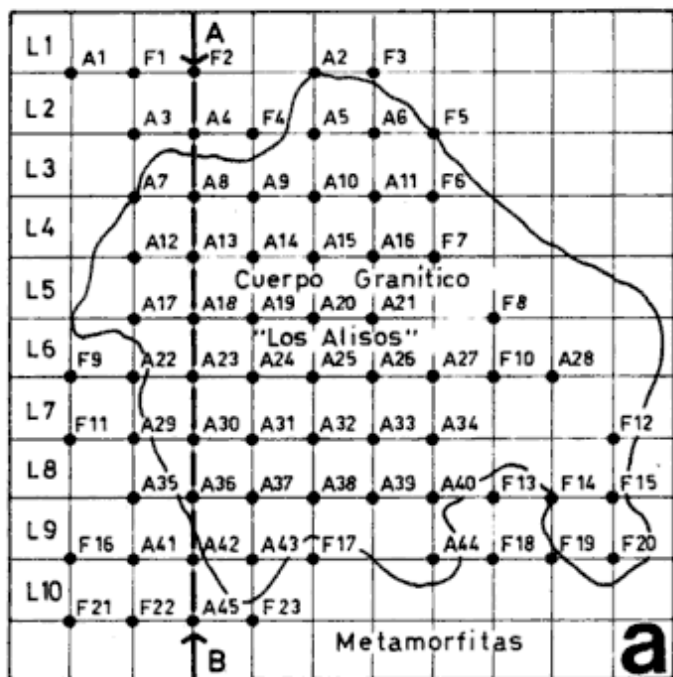 L1 A1 F1 A F2 A2 F3
L2 A3 A4 F4 A5 A6 F5
L3 A7 A8 A9 A10 A11 F6
L4 A12 A13 A14 A15 A16 F7
Cuerpo Granítico
L5 A17 A18 A19 A20 A21 F8
"Los Alisos"
L6 F9 A22 A23 A24 A25 A26 A27 F10 A28
L7 F11 A29 A30 A31 A32 A33 A34 F12
L8 A35 A36 A37 A38 A39 A40 F13 F14 F15
L9 F16 A41 A42 A43 F17 A44 F18 F19 F20
L10 F21 F22 A45 F23
Metamorfitas
B
a